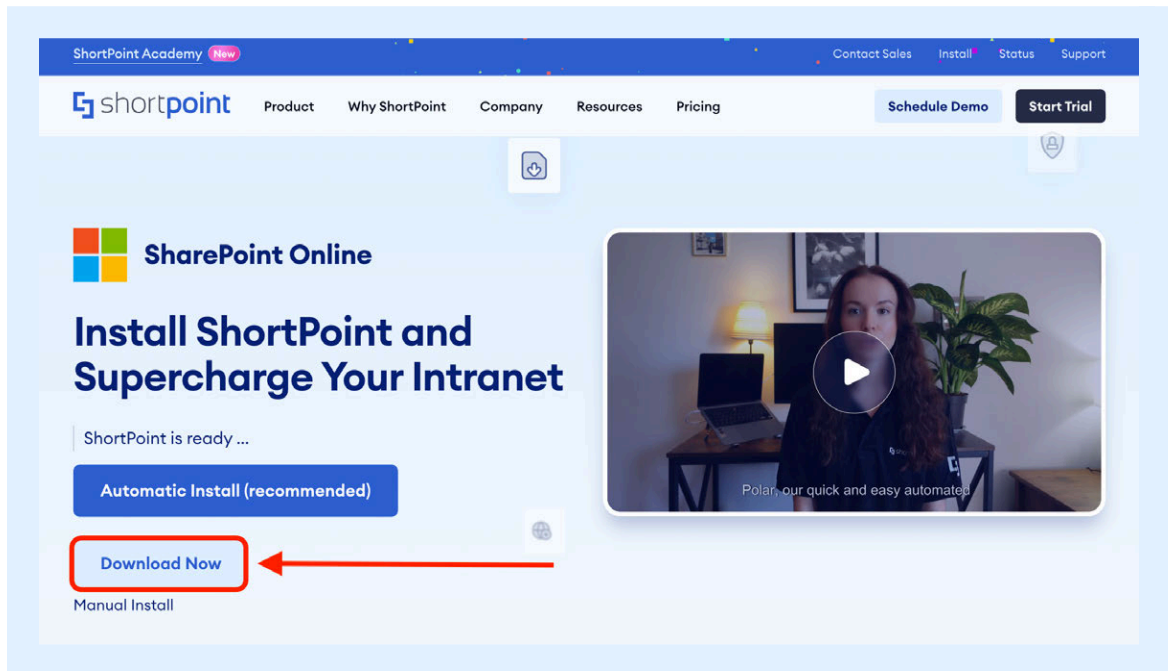 ShortPoint Academy New
Contact Sales Install Status Support
shortpoint Product Why ShortPoint Company Resources Pricing Schedule Demo Start Trial
SharePoint Online
Install ShortPoint and
Supercharge Your Intranet
ShortPoint is ready ...
Automatic Install (recommended)
Download Now
Manual Install
Polar, our quick and easy automated